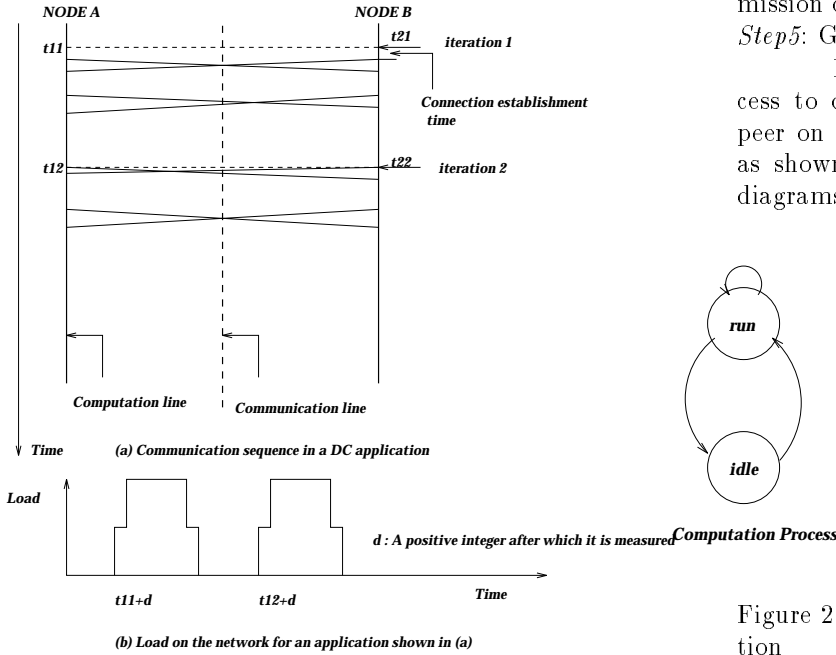 NODE A
NODE B
t11
t21
iteration 1
Connection establishment
time
t12
t22
iteration 2
Computation line
Communication line
Time
(a) Communication sequence in a DC application
Load
d : A positive integer after which it is measured
t11+d
t12+d
Time
(b) Load on the network for an application shown in (a)
mission
Step5: G
cess to
peer on
as show
diagrams
run
idle
Computation Process
Figure 2
tion